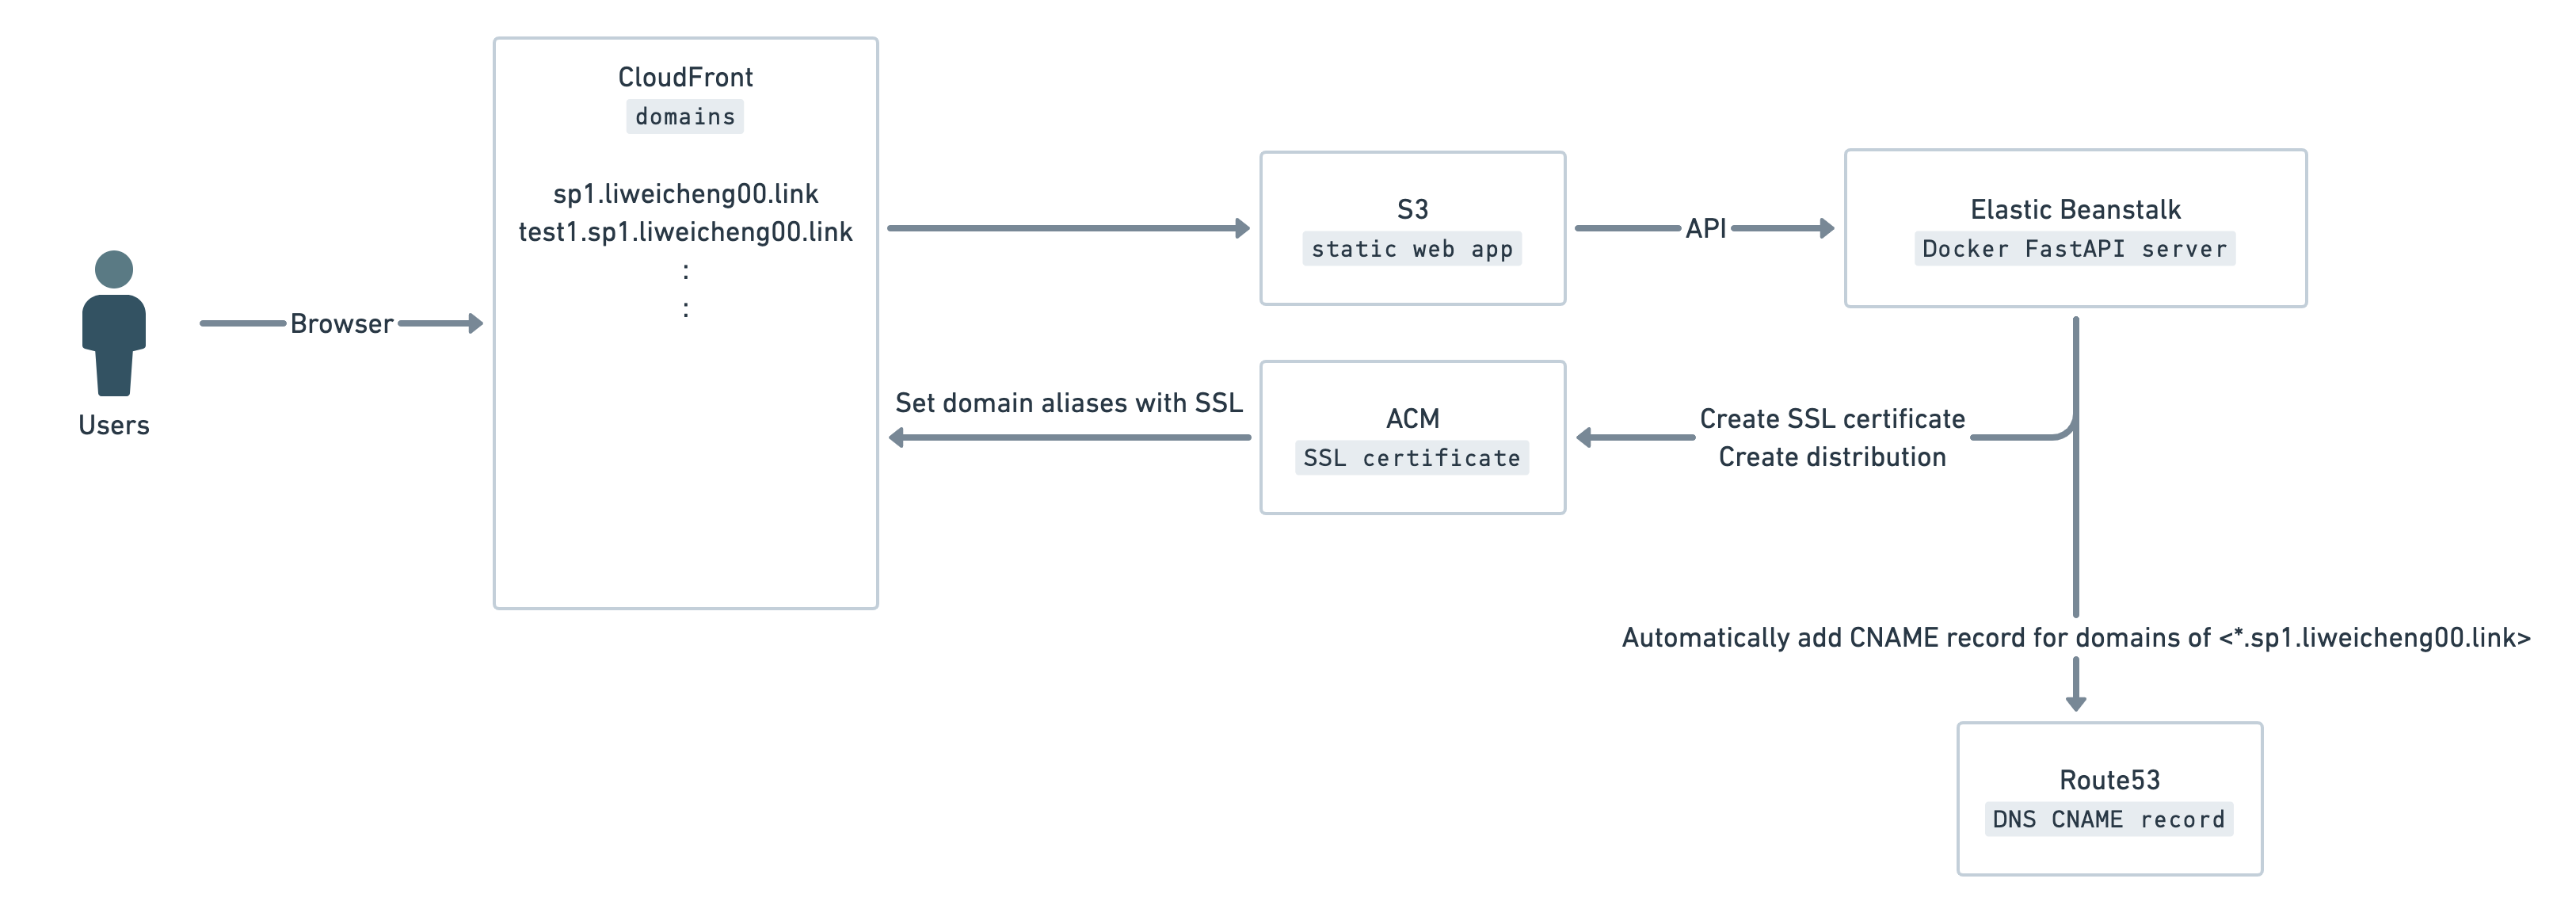 CloudFront
domains
sp1.liweicheng00.link
test1.sp1.liweicheng00.link
:
:
Browser
Users
S3
static web app
API
Elastic Beanstalk
Docker FastAPI server
Set domain aliases with SSL
ACM
SSL certificate
Create SSL certificate
Create distribution
Automatically add CNAME record for domains of <*.sp1.liweicheng00.link>
Route53
DNS CNAME record